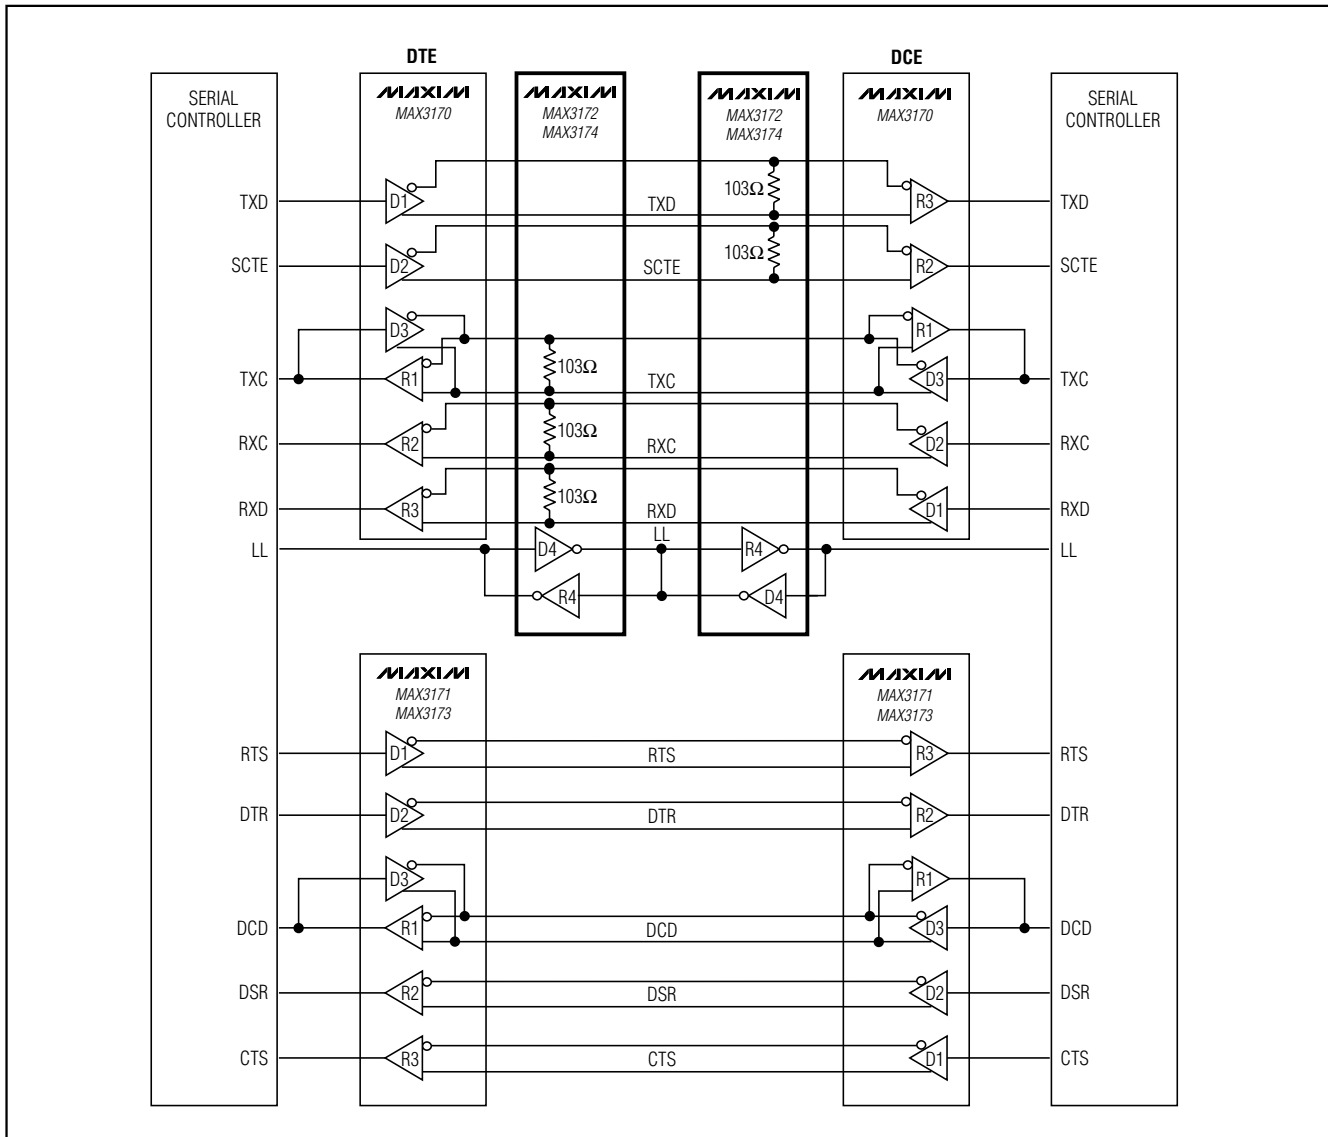 DTE
DCE
SERIAL
CONTROLLER
MAXIM
MAX3170
MAXIM
MAX3172
MAX3174
MAXIM
MAX3172
MAX3174
MAXIM
MAX3170
SERIAL
CONTROLLER
TXD
D1
TXD
103Ω
R3
TXD
SCTE
D2
SCTE
103Ω
R2
SCTE
D3
R1
TXC
R1
103Ω
TXC
D3
TXC
RXC
R2
103Ω
RXC
D2
RXC
RXD
R3
103Ω
RXD
D1
RXD
LL
D4
LL
R4
LL
R4
D4
MAXIM
MAX3171
MAX3173
MAXIM
MAX3171
MAX3173
RTS
D1
RTS
R3
RTS
DTR
D2
DTR
R2
DTR
D3
R1
DCD
R1
DCD
D3
DCD
DSR
R2
DSR
D2
DSR
CTS
R3
CTS
D1
CTS